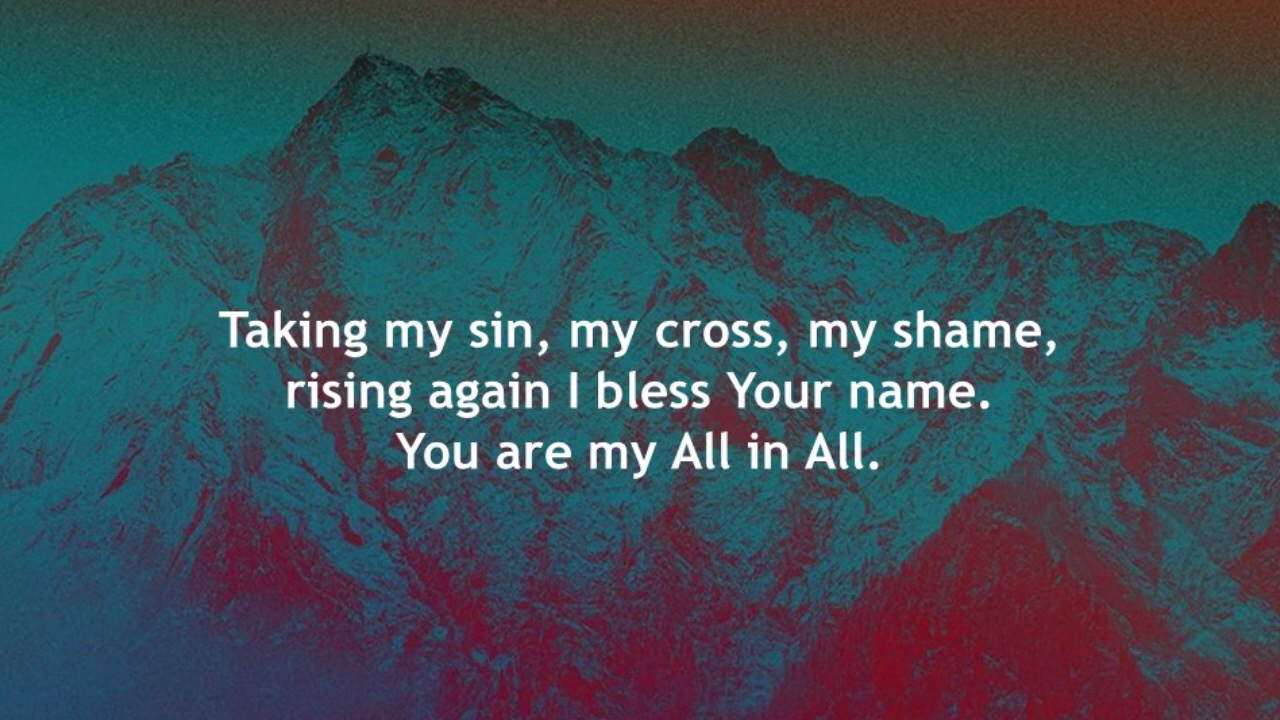 Taking my sin, my cross, my shame,
rising again I bless Your name.
You are my All in All.